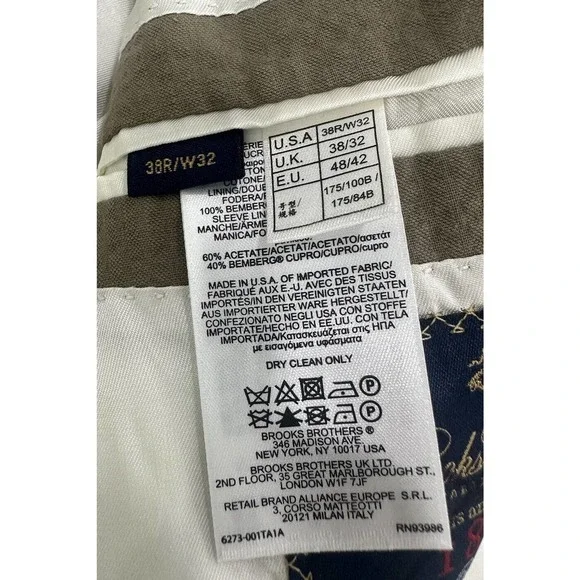 38R/W32
U.S.A 38R/W32
U.K. 38/32
E.U. 48/42
号型/规格 175/100B / 175/84B
LINING/DOU
FODERA/
100% BEMBERG
SLEEVE LIN
MANCHE/ÄRME
MANICA/FO
60% ACETATE/ACETAT/ACETATO/ασετάτ
40% BEMBERG® CUPRO/CUPRO/cupro
MADE IN U.S.A. OF IMPORTED FABRIC/
FABRIQUÉ AUX E.-U. AVEC DES TISSUS
IMPORTÉS/IN DEN VEREINIGTEN STAATEN
AUS IMPORTIERTER WARE HERGESTELLT/
CONFEZIONATO NEGLI USA CON STOFFE
IMPORTATE/HECHO EN EE.UU. CON TELA
IMPORTADA/Κατασκευάζεται στις ΗΠΑ
με εισαγόμενα υφάσματα
DRY CLEAN ONLY
BROOKS BROTHERS ®
346 MADISON AVE
NEW YORK, NY 10017 USA
BROOKS BROTHERS UK LTD.
2ND FLOOR, 35 GREAT MARLBOROUGH ST.,
LONDON W1F 7JF
RETAIL BRAND ALLIANCE EUROPE S.R.L.
3, CORSO MATTEOTTI
20121 MILAN ITALY
6273-001TA1A RN93986